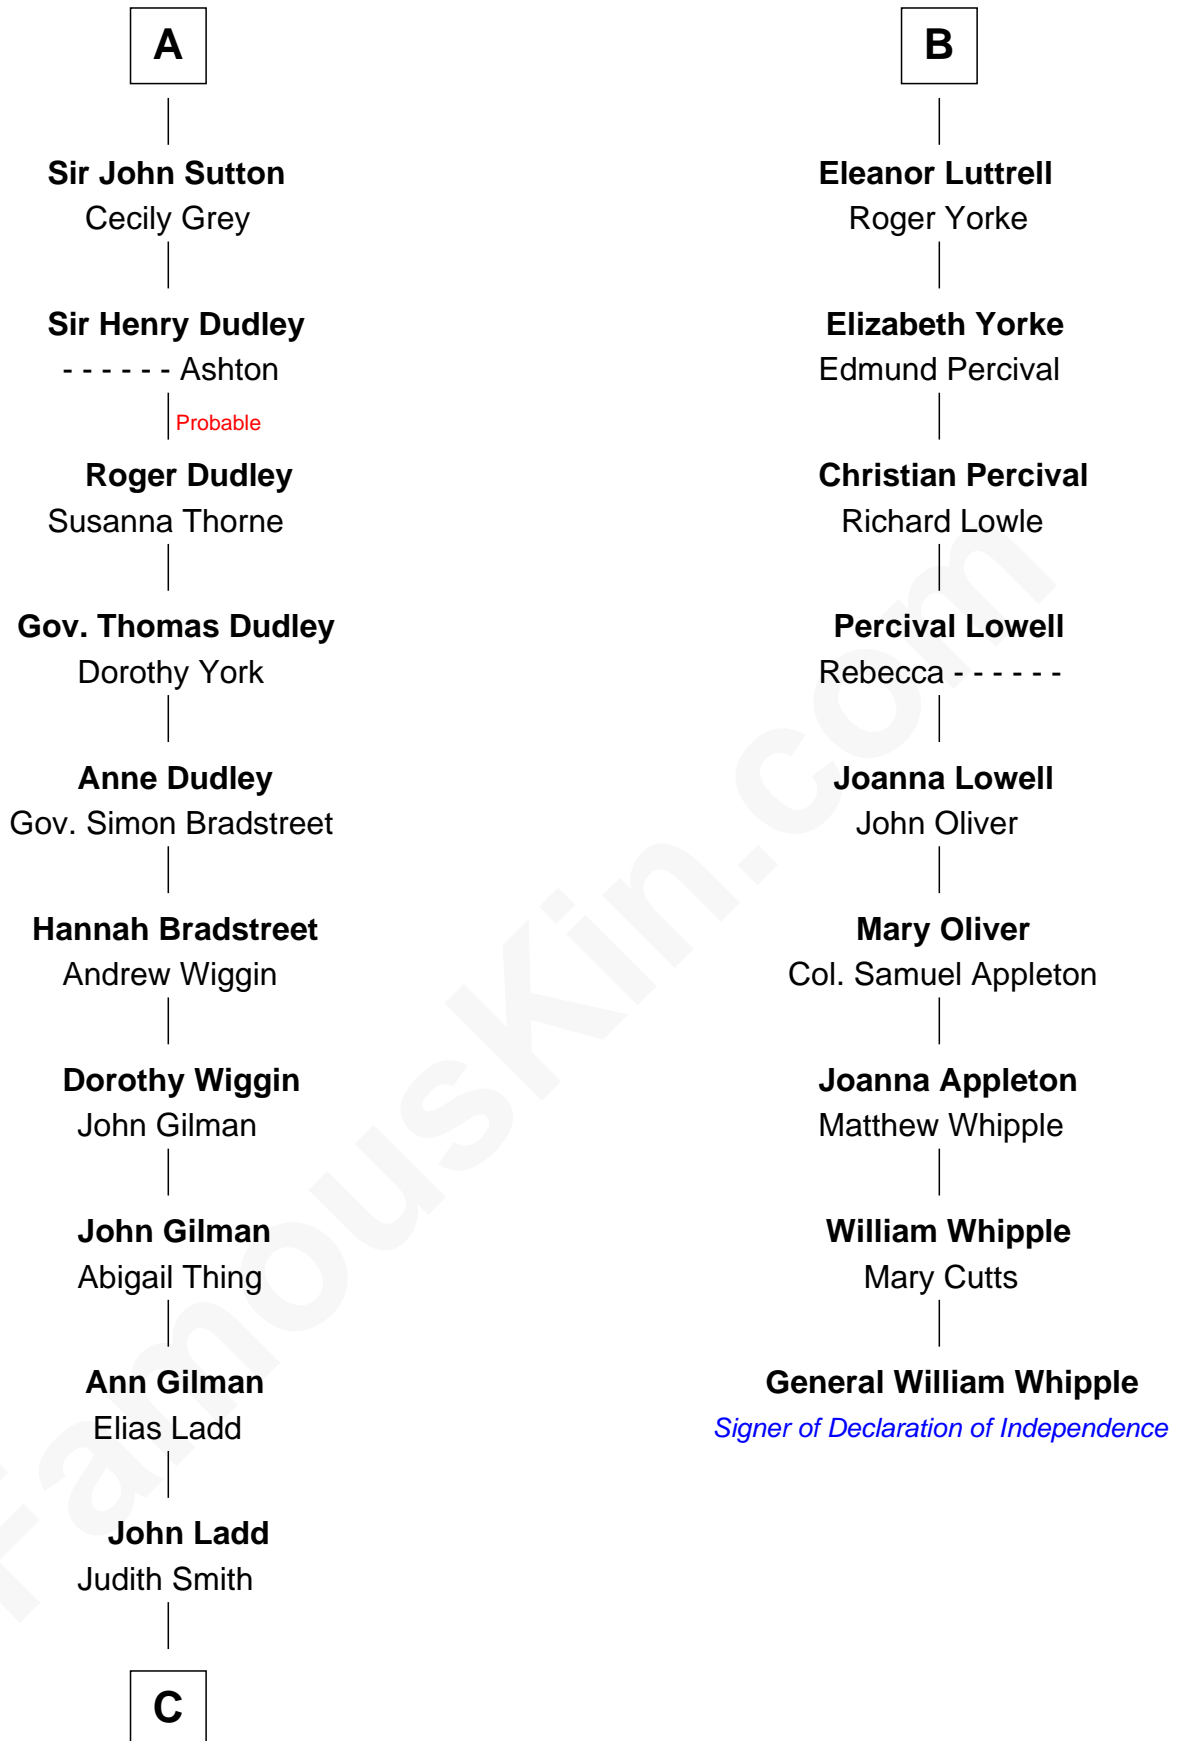 A
Sir John Sutton
Cecily Grey
Sir Henry Dudley
- - - - - - Ashton
Probable
Roger Dudley
Susanna Thorne
Gov. Thomas Dudley
Dorothy York
Anne Dudley
Gov. Simon Bradstreet
Hannah Bradstreet
Andrew Wiggin
Dorothy Wiggin
John Gilman
John Gilman
Abigail Thing
Ann Gilman
Elias Ladd
John Ladd
Judith Smith
C
B
Eleanor Luttrell
Roger Yorke
Elizabeth Yorke
Edmund Percival
Christian Percival
Richard Lowle
Percival Lowell
Rebecca - - - - - -
Joanna Lowell
John Oliver
Mary Oliver
Col. Samuel Appleton
Joanna Appleton
Matthew Whipple
William Whipple
Mary Cutts
General William Whipple
Signer of Declaration of Independence
FamousKin.com